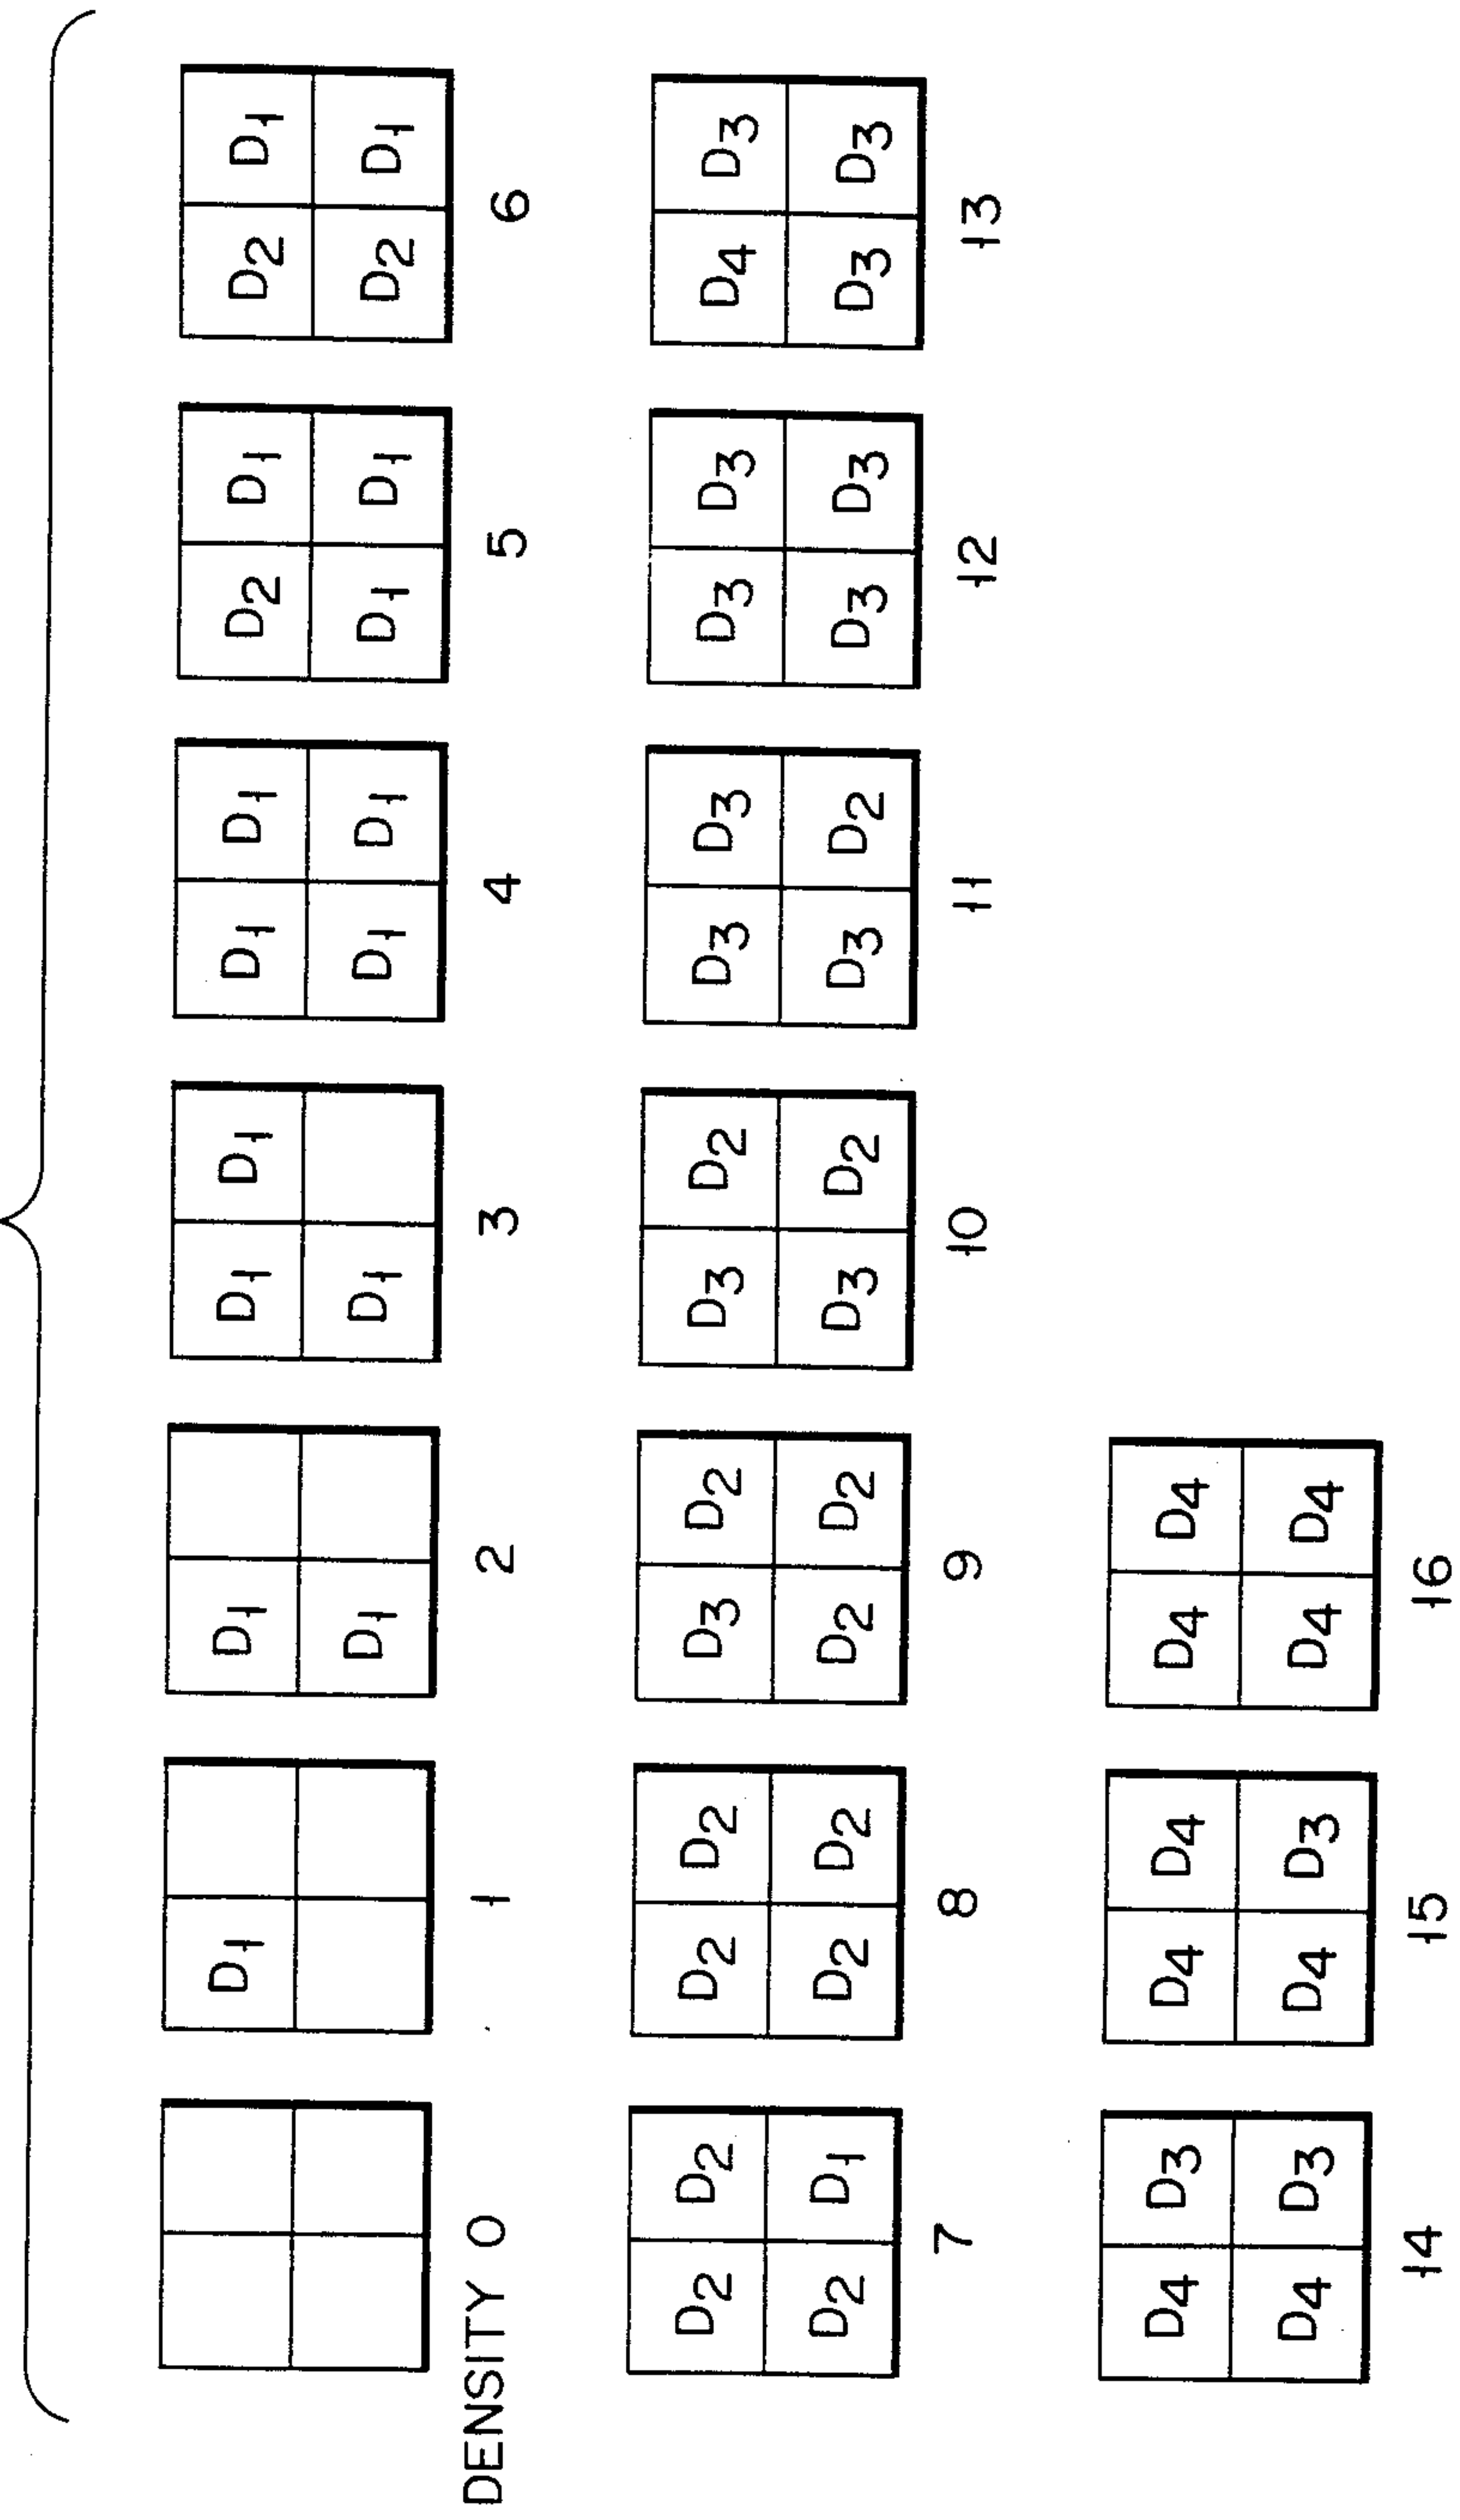 D1 D1 D1 D1 D1 D1 D2 D1 D2 D1
D1 D1 D1 D1 D1 D1 D2 D1
DENSITY 0 1 2 3 4 5 6
D2 D2 D2 D2 D3 D2 D3 D2 D3 D3 D3 D3 D4 D3
D2 D1 D2 D2 D2 D2 D3 D2 D3 D2 D3 D3 D3 D3
7 8 9 10 11 12 13
D4 D3 D4 D4 D4 D4
D4 D3 D4 D3 D4 D4
14 15 16